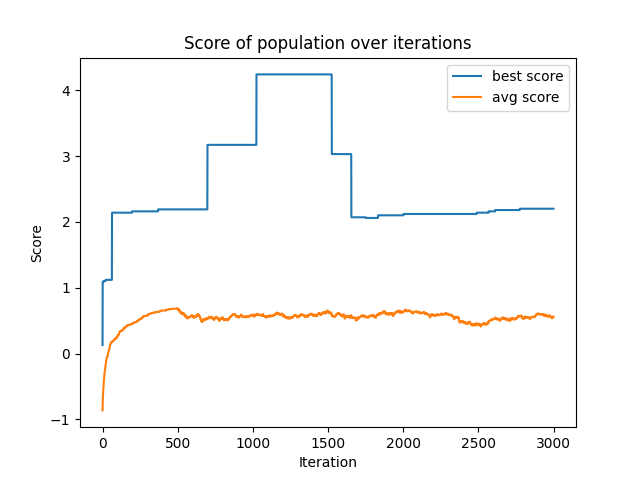 Score of population over iterations
best score
avg score
Score
4
3
2
1
0
−1
0 500 1000 1500 2000 2500 3000
Iteration